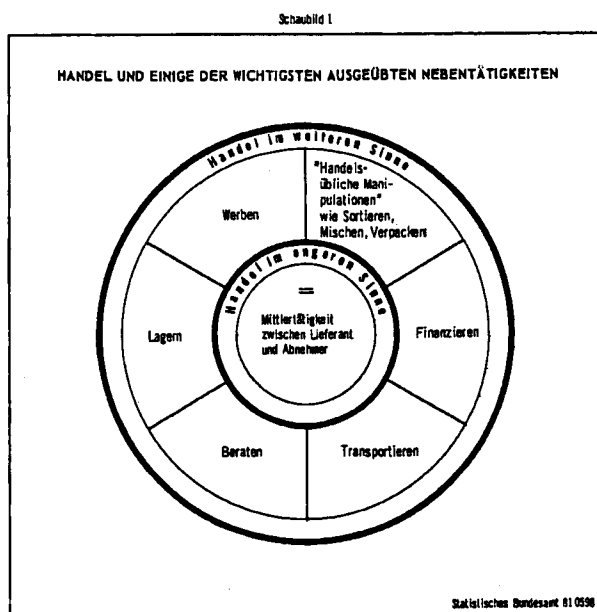 Schaubild 1
HANDEL UND EINIGE DER WICHTIGSTEN AUSGEÜBTEN NEBENTÄTIGKEITEN
Handel im weiteren Sinne
"Handels-
übliche Mani-
pulationen"
wie Sortieren,
Mischen, Verpacken
Werben
Handel im engeren Sinne
=
Mittlertätigkeit
zwischen Lieferant
und Abnehmer
Lagern
Finanzieren
Beraten
Transportieren
Statistisches Bundesamt 81 0598